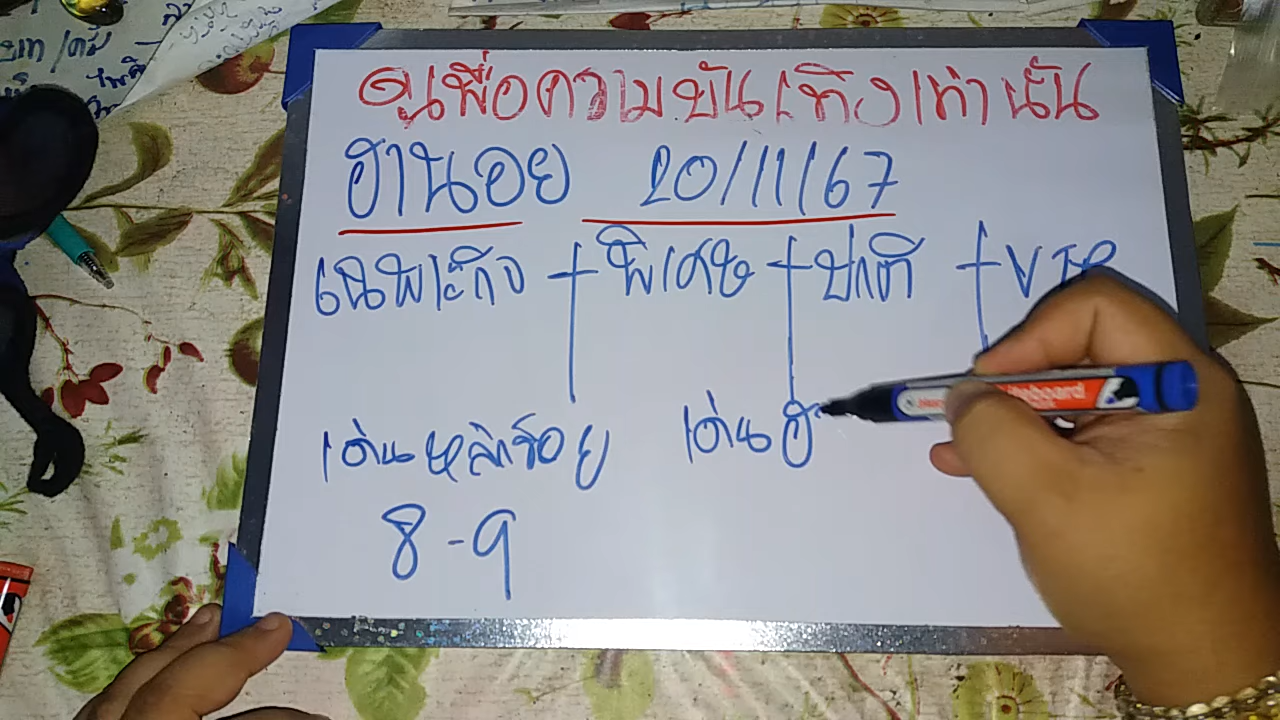 ดูเพื่อความบันเทิงเท่านั้น
ฮานอย 20/11/67
เฉพาะกิจ พิเศษ ปกติ VIP
เด่นหลักร้อย เด่นฮ
8-9